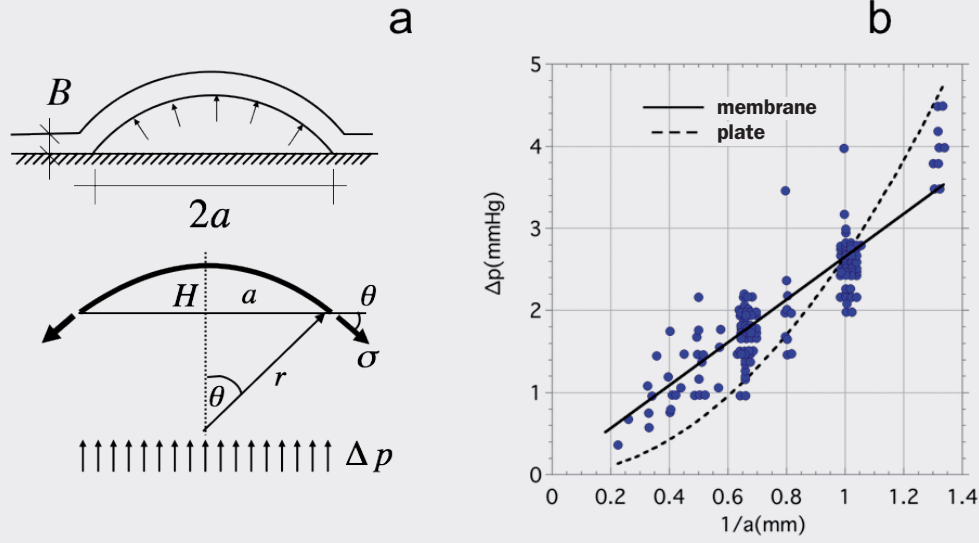 a
B
2a
H
a
θ
σ
θ
r
Δ p
b
5
4
3
2
1
0
Δp(mmHg)
membrane
plate
0 0.2 0.4 0.6 0.8 1 1.2 1.4
1/a(mm)